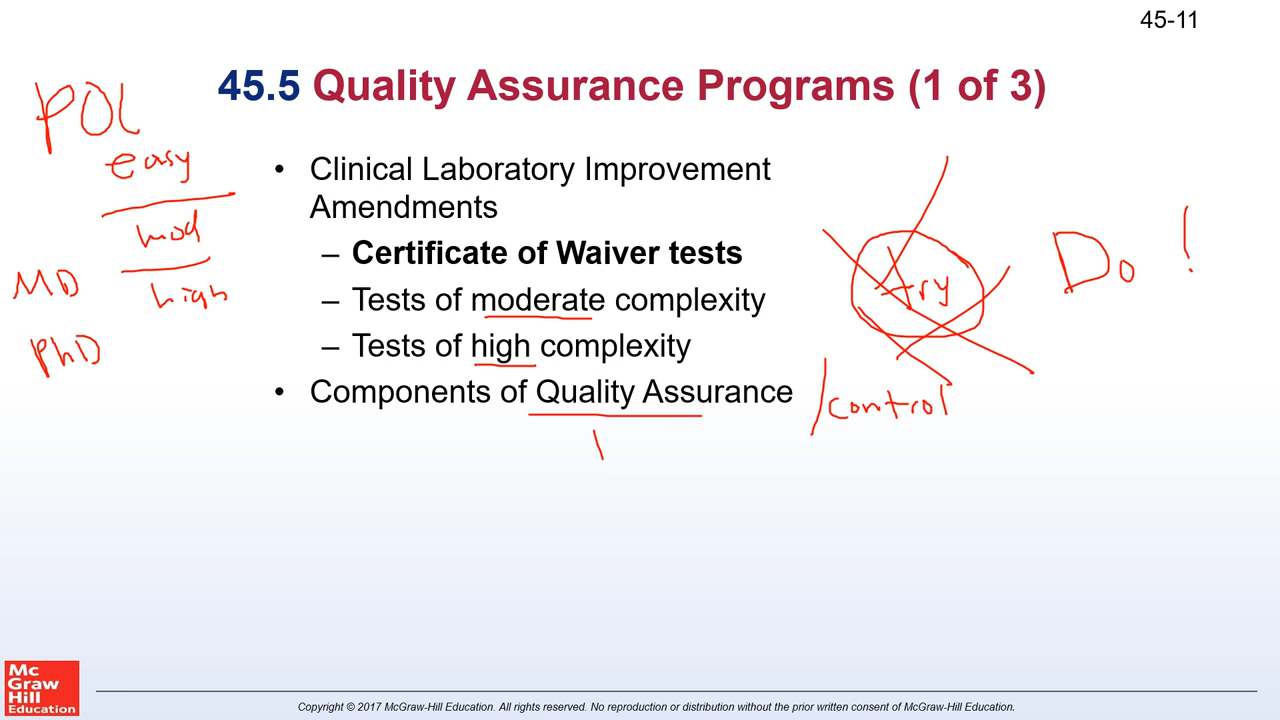 45-11
45.5 Quality Assurance Programs (1 of 3)
POL
easy
mod
high
MD
PhD
• Clinical Laboratory Improvement
Amendments
– Certificate of Waiver tests
– Tests of moderate complexity
– Tests of high complexity
• Components of Quality Assurance
/control
try
Do !
Mc
Graw
Hill
Education
Copyright © 2017 McGraw-Hill Education. All rights reserved. No reproduction or distribution without the prior written consent of McGraw-Hill Education.